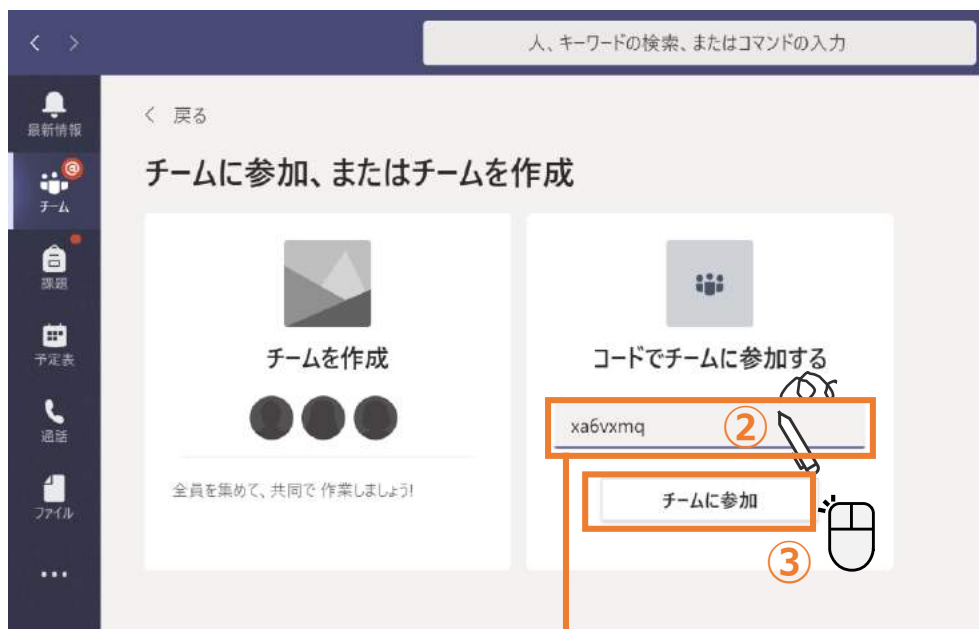 人、キーワードの検索、またはコマンドの入力
最新情報
@
チーム
課題
予定表
通話
ファイル
戻る
チームに参加、またはチームを作成
チームを作成
全員を集めて、共同で 作業しましょう!
コードでチームに参加する
xa6vxmq
②
チームに参加
③